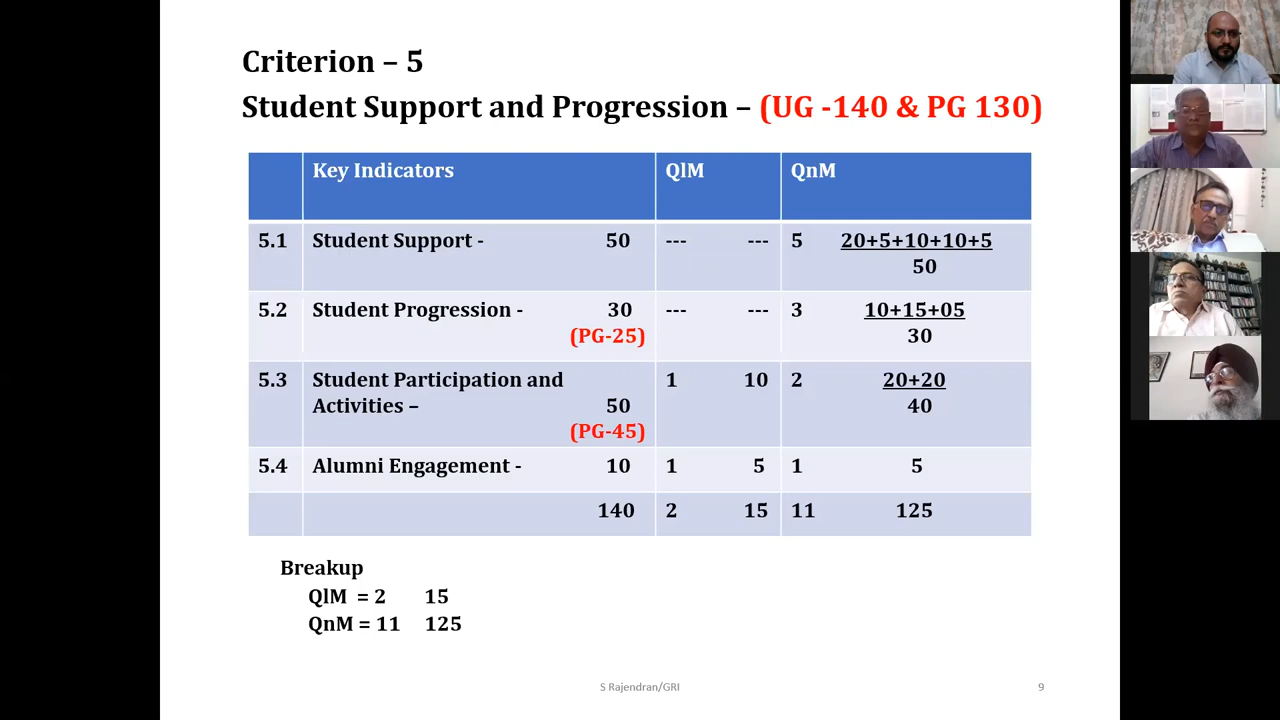 Criterion – 5
Student Support and Progression – (UG -140 & PG 130)
Key Indicators QlM QnM
5.1 Student Support - 50 --- --- 5 20+5+10+10+5
50
5.2 Student Progression - 30 --- --- 3 10+15+05
(PG-25) 30
5.3 Student Participation and 1 10 2 20+20
Activities – 50 40
(PG-45)
5.4 Alumni Engagement - 10 1 5 1 5
140 2 15 11 125
Breakup
QlM = 2 15
QnM = 11 125
S Rajendran/GRI 9